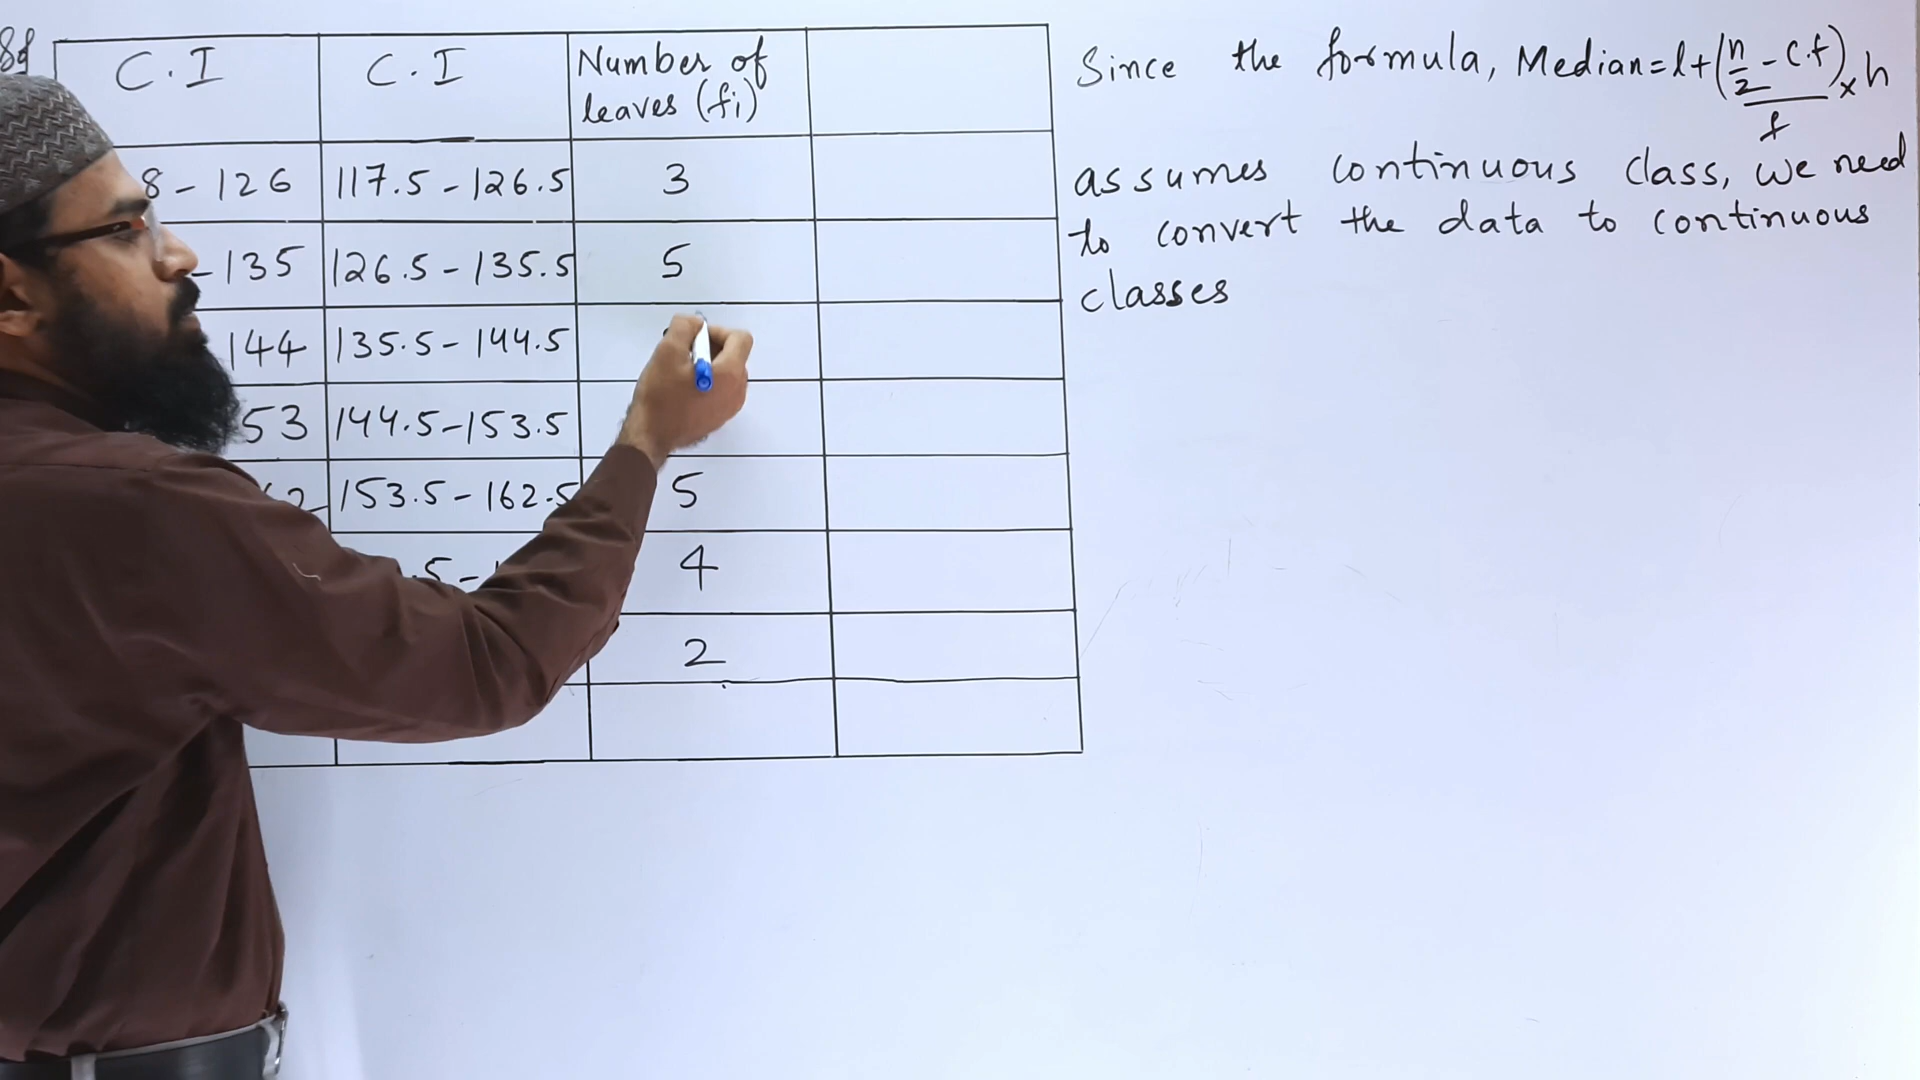 C.I C.I Number of
leaves (fi)
8 - 126 117.5 - 126.5 3
- 135 126.5 - 135.5 5
144 135.5 - 144.5
53 144.5 - 153.5
153.5 - 162.5 5
.5 - 4
2
Since the formula, Median = l + (n/2 - c.f)/f × h
assumes continuous class, we need
to convert the data to continuous
classes